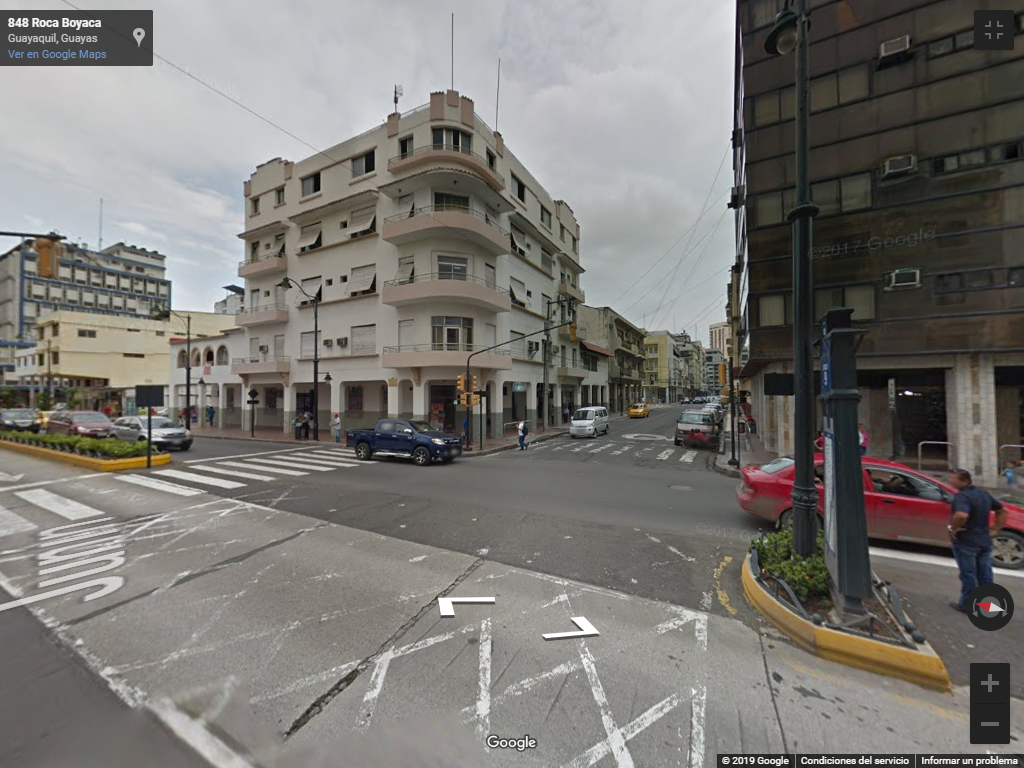 848 Roca Boyaca
Guayaquil, Guayas
Ver en Google Maps
©2017 Google
JUNIN
Google
© 2019 Google
Condiciones del servicio
Informar un problema